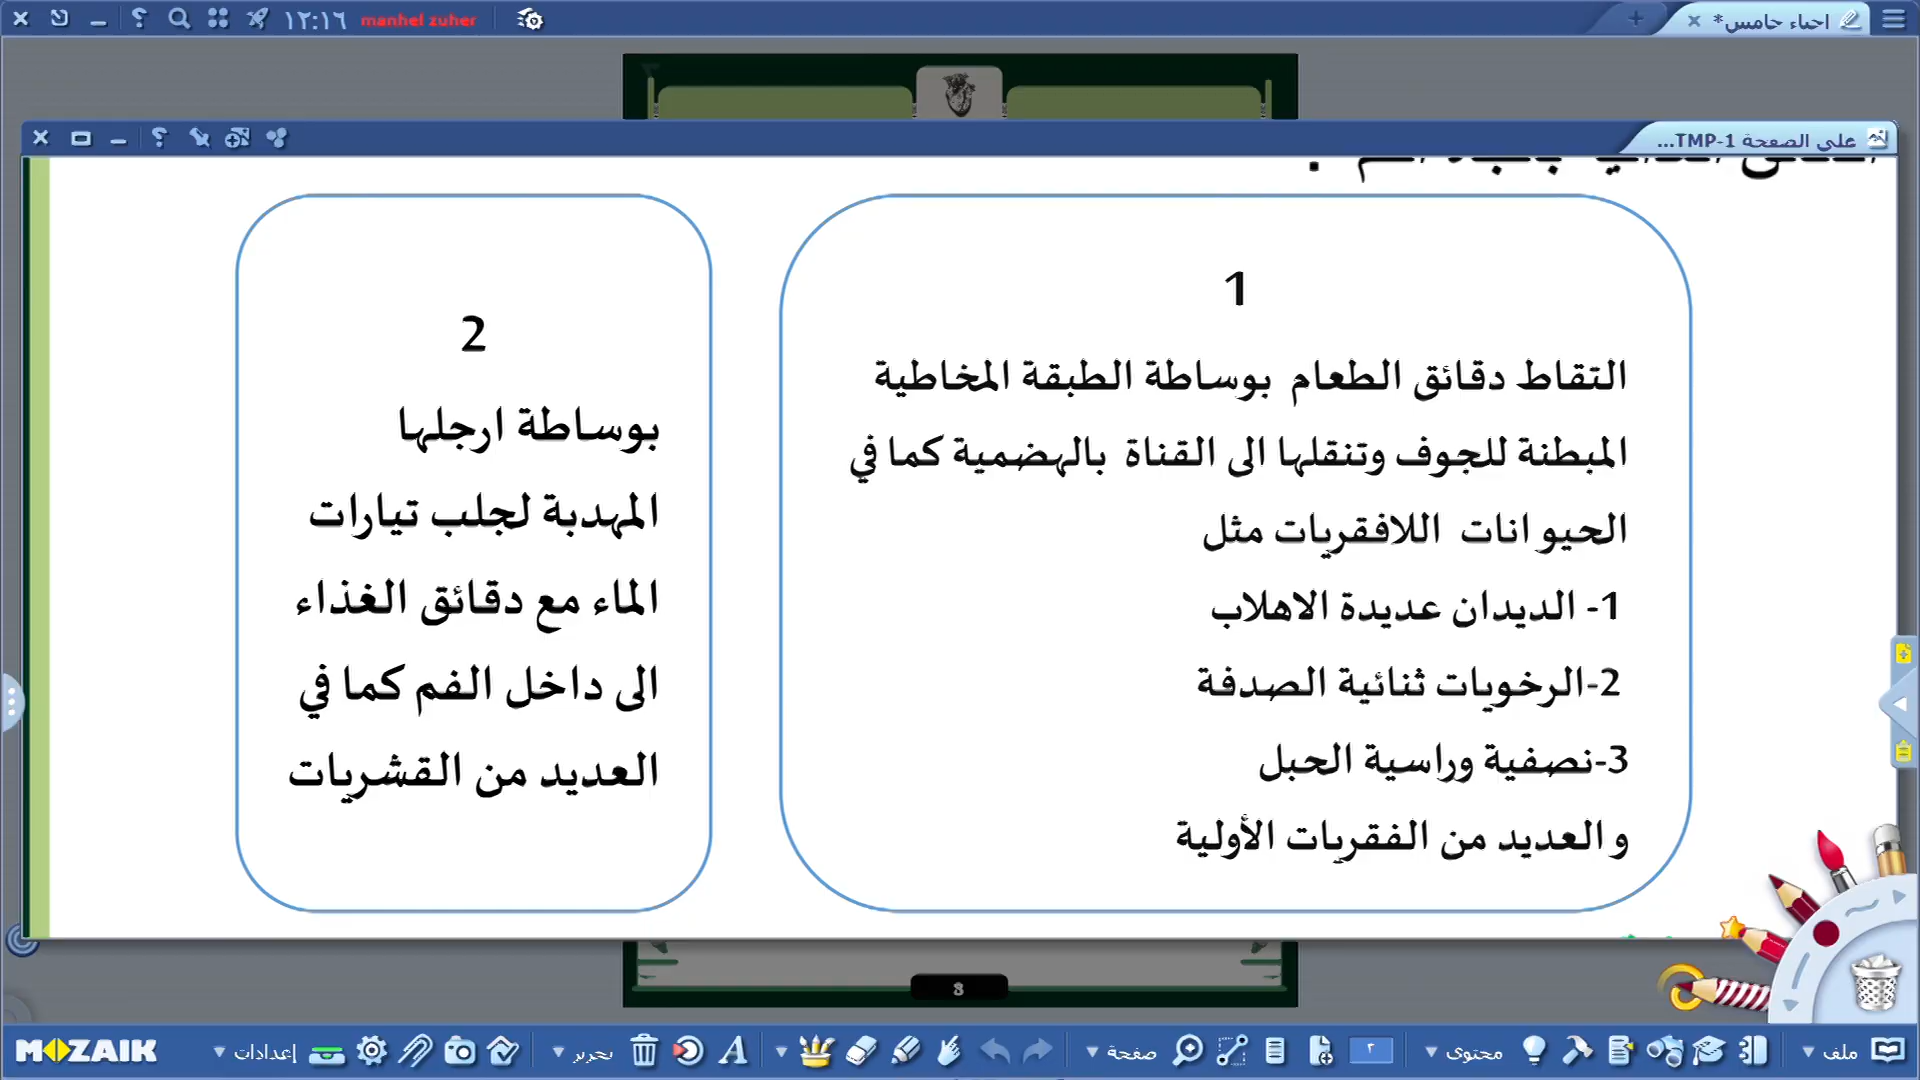 احياء خامس*
manhel zuher
١٢:١٦
على الصفحة TMP-1...
1
التقاط دقائق الطعام بوساطة الطبقة المخاطية
المبطنة للجوف وتنقلها الى القناة بالهضمية كما في
الحيوانات اللافقريات مثل
1- الديدان عديدة الاهلاب
2-الرخويات ثنائية الصدفة
3-نصفية وراسية الحبل
والعديد من الفقريات الأولية
2
بوساطة ارجلها
المهدبة لجلب تيارات
الماء مع دقائق الغذاء
الى داخل الفم كما في
العديد من القشريات
3
ملف
محتوى
٢
صفحة
تحرير
إعدادات
MOZAIK